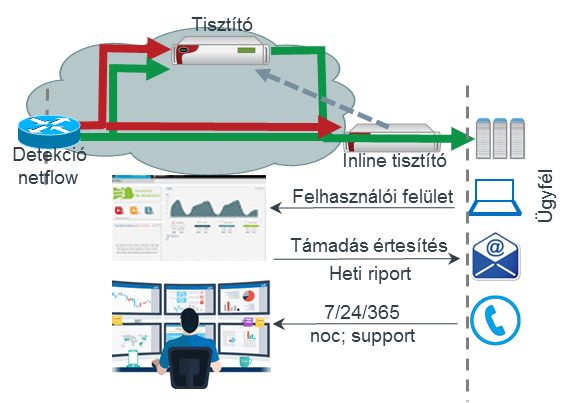 Tisztító
Detekció
netflow
Inline tisztító
Ügyfél
Felhasználói felület
Támadás értesítés
Heti riport
@
7/24/365
noc; support